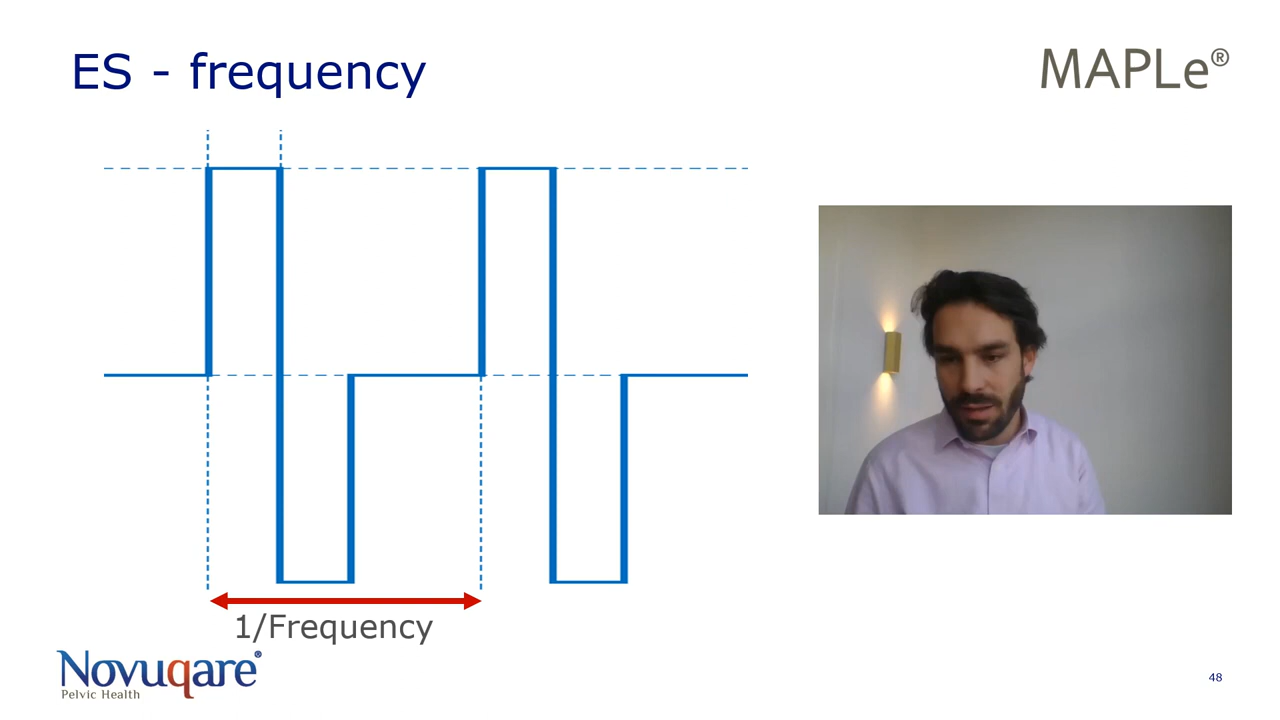 ES - frequency
MAPLe®
1/Frequency
Novuqare®
Pelvic Health
48